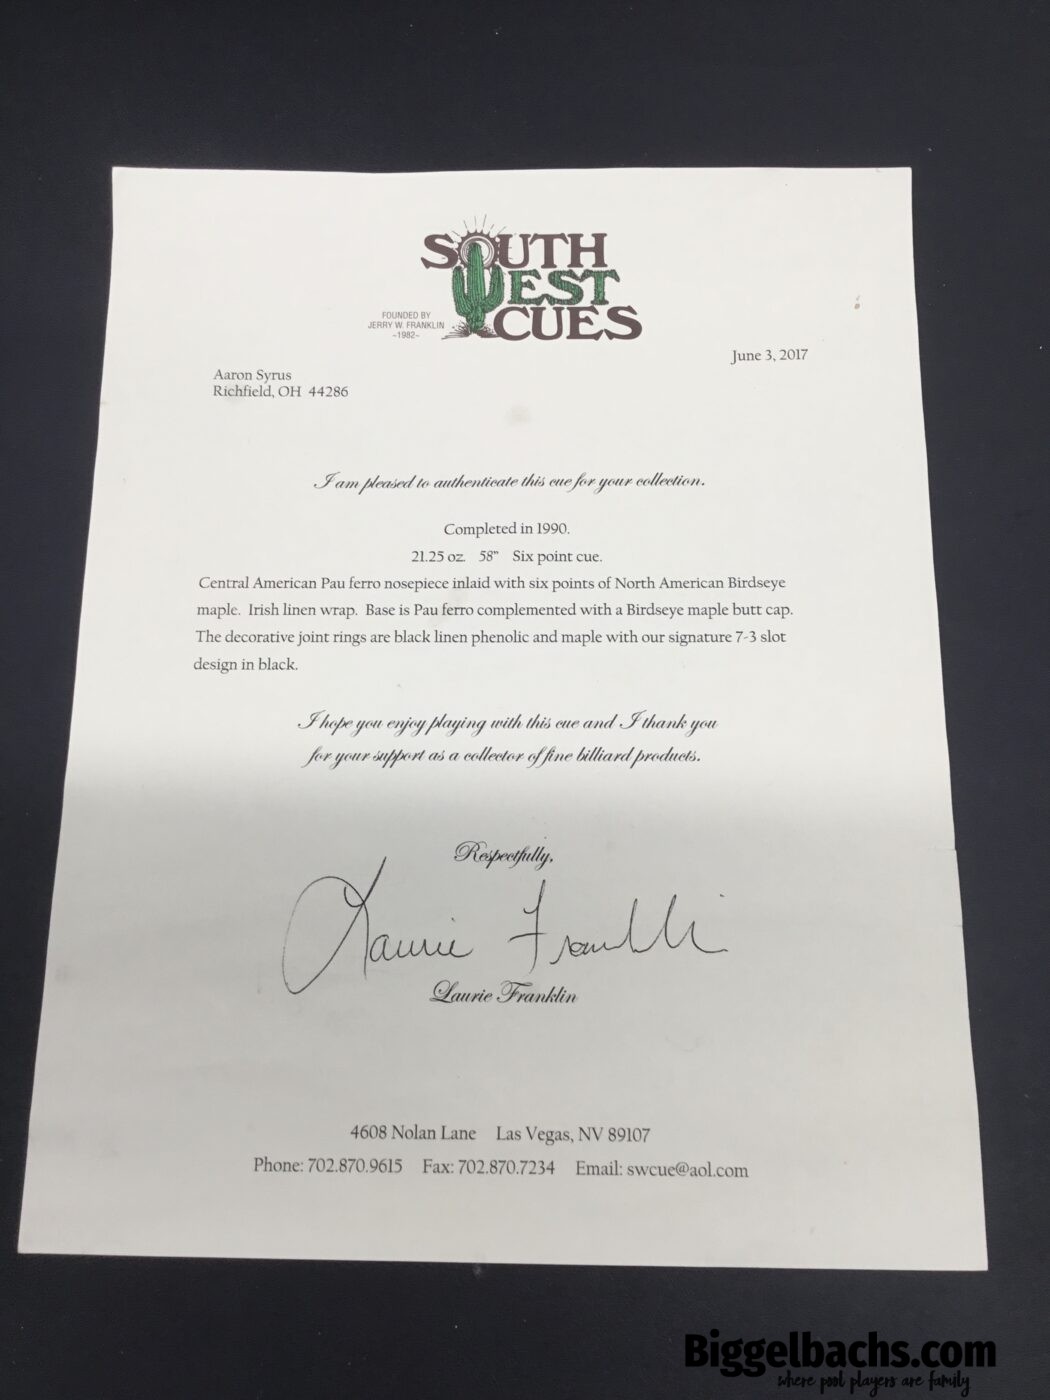 SOUTH
WEST
CUES
FOUNDED BY
JERRY W. FRANKLIN
~1982~
June 3, 2017
Aaron Syrus
Richfield, OH 44286
I am pleased to authenticate this cue for your collection.
Completed in 1990.
21.25 oz. 58" Six point cue.
Central American Pau ferro nosepiece inlaid with six points of North American Birdseye
maple. Irish linen wrap. Base is Pau ferro complemented with a Birdseye maple butt cap.
The decorative joint rings are black linen phenolic and maple with our signature 7-3 slot
design in black.
I hope you enjoy playing with this cue and I thank you
for your support as a collector of fine billiard products.
Respectfully,
Laurie Franklin
Laurie Franklin
4608 Nolan Lane Las Vegas, NV 89107
Phone: 702.870.9615 Fax: 702.870.7234 Email: swcue@aol.com
Biggelbachs.com
where pool players are family